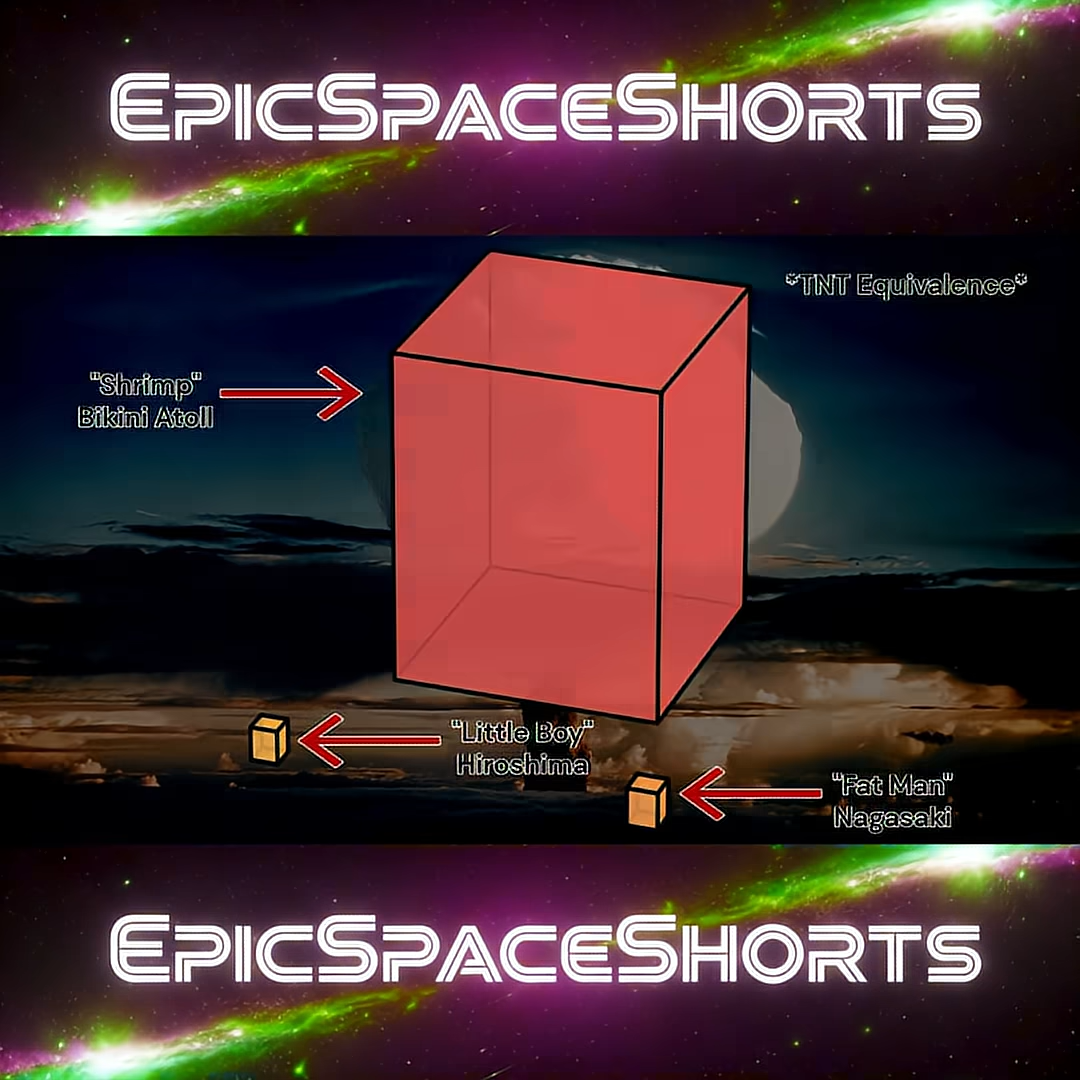 EPICSPACESHORTS
*TNT Equivalence*
"Shrimp"
Bikini Atoll
"Little Boy"
Hiroshima
"Fat Man"
Nagasaki
EPICSPACESHORTS